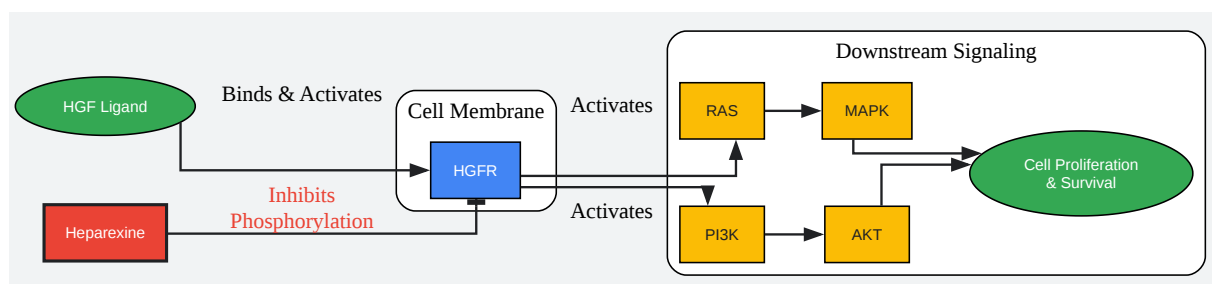 Downstream Signaling
HGF Ligand
Binds & Activates
Cell Membrane
Activates
RAS
MAPK
HGFR
Cell Proliferation
& Survival
Inhibits
Phosphorylation
Activates
Heparexine
PI3K
AKT